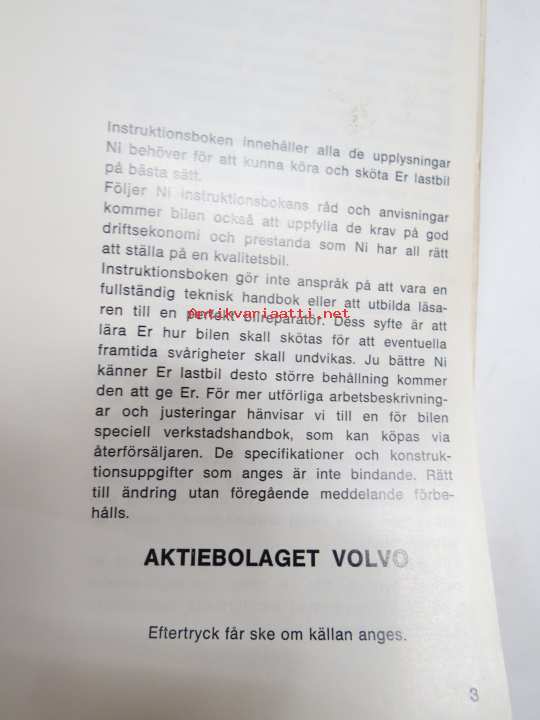 Instruktionsboken innehåller alla de upplysningar
Ni behöver för att kunna köra och sköta Er lastbil
på bästa sätt.
Följer Ni instruktionsbokens råd och anvisningar
kommer bilen också att uppfylla de krav på god
driftsekonomi och prestanda som Ni har all rätt
att ställa på en kvalitetsbil.
Instruktionsboken gör inte anspråk på att vara en
fullständig teknisk handbok eller att utbilda läsa-
ren till en perfekt bilreparatör. Dess syfte är att
antikvariaatti.net
lära Er hur bilen skall skötas för att eventuella
framtida svårigheter skall undvikas. Ju bättre Ni
känner Er lastbil desto större behållning kommer
den att ge Er. För mer utförliga arbetsbeskrivning-
ar och justeringar hänvisar vi till en för bilen
speciell verkstadshandbok, som kan köpas via
återförsäljaren. De specifikationer och konstruk-
tionsuppgifter som anges är inte bindande. Rätt
till ändring utan föregående meddelande förbe-
hålls.
AKTIEBOLAGET VOLVO
Eftertryck får ske om källan anges.
3